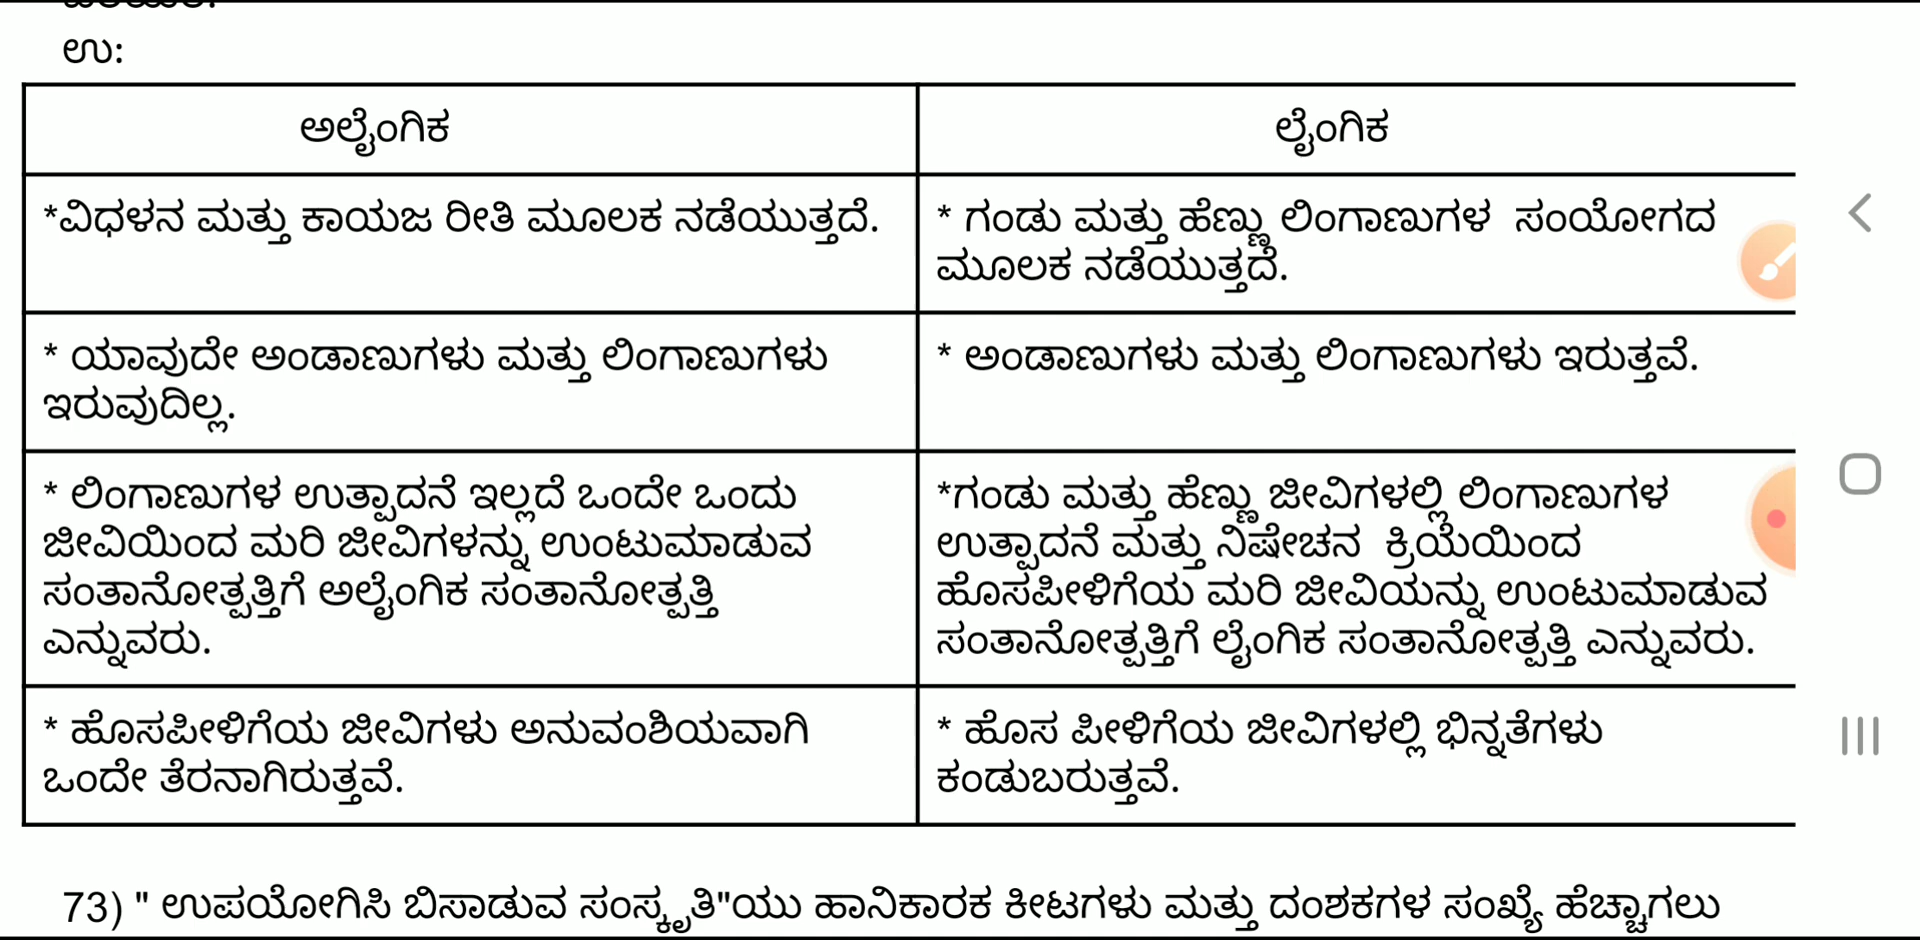 ಉ:
ಅಲೈಂಗಿಕ
ಲೈಂಗಿಕ
*ವಿಧಳನ ಮತ್ತು ಕಾಯಜ ರೀತಿ ಮೂಲಕ ನಡೆಯುತ್ತದೆ.
* ಗಂಡು ಮತ್ತು ಹೆಣ್ಣು ಲಿಂಗಾಣುಗಳ ಸಂಯೋಗದ
ಮೂಲಕ ನಡೆಯುತ್ತದೆ.
* ಯಾವುದೇ ಅಂಡಾಣುಗಳು ಮತ್ತು ಲಿಂಗಾಣುಗಳು
ಇರುವುದಿಲ್ಲ.
* ಅಂಡಾಣುಗಳು ಮತ್ತು ಲಿಂಗಾಣುಗಳು ಇರುತ್ತವೆ.
* ಲಿಂಗಾಣುಗಳ ಉತ್ಪಾದನೆ ಇಲ್ಲದೆ ಒಂದೇ ಒಂದು
ಜೀವಿಯಿಂದ ಮರಿ ಜೀವಿಗಳನ್ನು ಉಂಟುಮಾಡುವ
ಸಂತಾನೋತ್ಪತ್ತಿಗೆ ಅಲೈಂಗಿಕ ಸಂತಾನೋತ್ಪತ್ತಿ
ಎನ್ನುವರು.
*ಗಂಡು ಮತ್ತು ಹೆಣ್ಣು ಜೀವಿಗಳಲ್ಲಿ ಲಿಂಗಾಣುಗಳ
ಉತ್ಪಾದನೆ ಮತ್ತು ನಿಷೇಚನ ಕ್ರಿಯೆಯಿಂದ
ಹೊಸಪೀಳಿಗೆಯ ಮರಿ ಜೀವಿಯನ್ನು ಉಂಟುಮಾಡುವ
ಸಂತಾನೋತ್ಪತ್ತಿಗೆ ಲೈಂಗಿಕ ಸಂತಾನೋತ್ಪತ್ತಿ ಎನ್ನುವರು.
* ಹೊಸಪೀಳಿಗೆಯ ಜೀವಿಗಳು ಅನುವಂಶಿಯವಾಗಿ
ಒಂದೇ ತೆರನಾಗಿರುತ್ತವೆ.
* ಹೊಸ ಪೀಳಿಗೆಯ ಜೀವಿಗಳಲ್ಲಿ ಭಿನ್ನತೆಗಳು
ಕಂಡುಬರುತ್ತವೆ.
73) " ಉಪಯೋಗಿಸಿ ಬಿಸಾಡುವ ಸಂಸ್ಕೃತಿ"ಯು ಹಾನಿಕಾರಕ ಕೀಟಗಳು ಮತ್ತು ದಂಶಕಗಳ ಸಂಖ್ಯೆ ಹೆಚ್ಚಾಗಲು